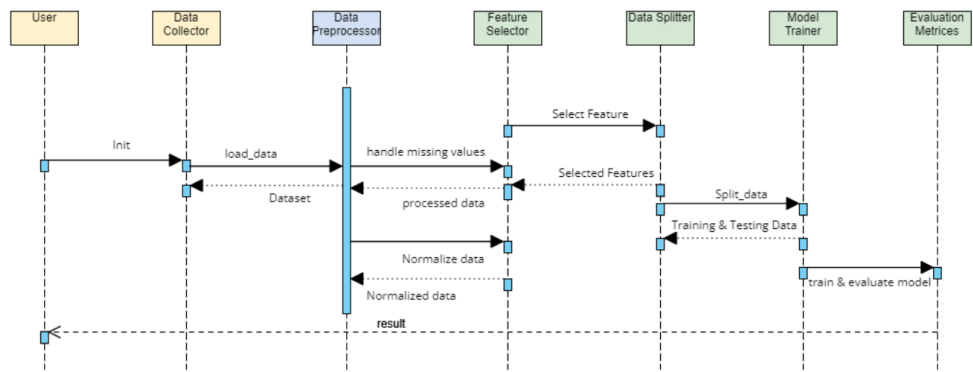 User
Data
Collector
Data
Preprocessor
Feature
Selector
Data Splitter
Model
Trainer
Evaluation
Metrices
Select Feature
Init
load_data
handle missing values
Selected Features
Dataset
processed data
Split_data
Training & Testing Data
Normalize data
train & evaluate model
Normalized data
result